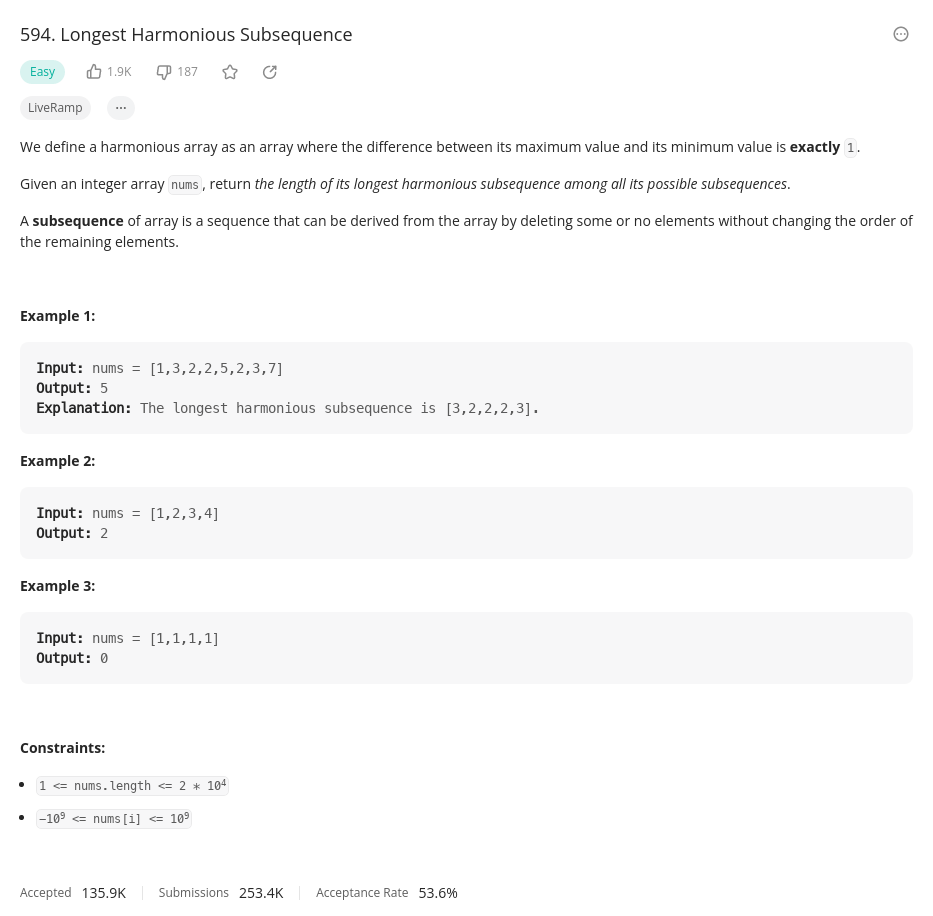 594. Longest Harmonious Subsequence
Easy 1.9K 187
LiveRamp ...
We define a harmonious array as an array where the difference between its maximum value and its minimum value is exactly 1.
Given an integer array nums, return the length of its longest harmonious subsequence among all its possible subsequences.
A subsequence of array is a sequence that can be derived from the array by deleting some or no elements without changing the order of
the remaining elements.
Example 1:
Input: nums = [1,3,2,2,5,2,3,7]
Output: 5
Explanation: The longest harmonious subsequence is [3,2,2,2,3].
Example 2:
Input: nums = [1,2,3,4]
Output: 2
Example 3:
Input: nums = [1,1,1,1]
Output: 0
Constraints:
• 1 <= nums.length <= 2 * 10⁴
• −10⁹ <= nums[i] <= 10⁹
Accepted 135.9K Submissions 253.4K Acceptance Rate 53.6%